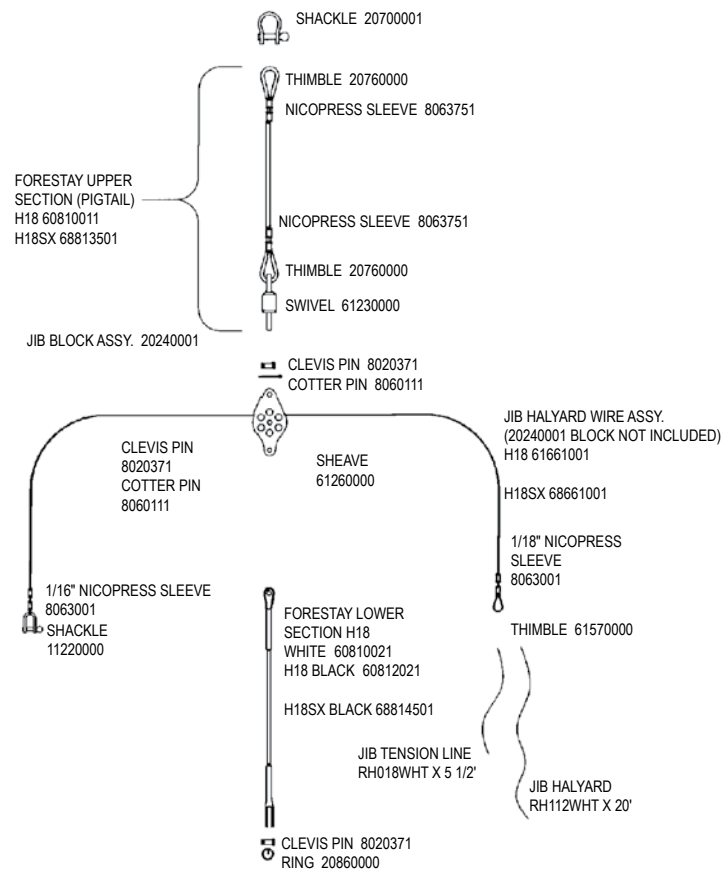 SHACKLE 20700001
THIMBLE 20760000
NICOPRESS SLEEVE 8063751
FORESTAY UPPER
SECTION (PIGTAIL)
H18 60810011
H18SX 68813501
NICOPRESS SLEEVE 8063751
THIMBLE 20760000
SWIVEL 61230000
JIB BLOCK ASSY. 20240001
CLEVIS PIN 8020371
COTTER PIN 8060111
JIB HALYARD WIRE ASSY.
(20240001 BLOCK NOT INCLUDED)
H18 61661001
H18SX 68661001
CLEVIS PIN
8020371
COTTER PIN
8060111
SHEAVE
61260000
1/18" NICOPRESS
SLEEVE
8063001
1/16" NICOPRESS SLEEVE
8063001
SHACKLE
11220000
FORESTAY LOWER
SECTION H18
WHITE 60810021
H18 BLACK 60812021
H18SX BLACK 68814501
THIMBLE 61570000
JIB TENSION LINE
RH018WHT X 5 1/2'
JIB HALYARD
RH112WHT X 20'
CLEVIS PIN 8020371
RING 20860000